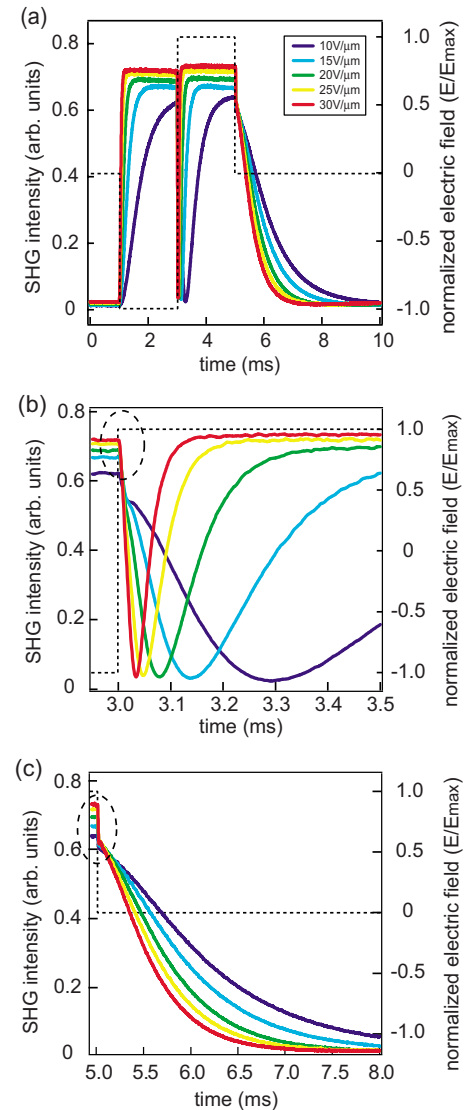 (a)
0.8
0.6
0.4
0.2
0
SHG intensity (arb. units)
10V/μm
15V/μm
20V/μm
25V/μm
30V/μm
1.0
0.5
0
-0.5
-1.0
normalized electric field (E/Emax)
0 2 4 6 8 10
time (ms)
(b)
0.8
0.6
0.4
0.2
0
SHG intensity (arb. units)
1.0
0.5
0
-0.5
-1.0
normalized electric field (E/Emax)
3.0 3.1 3.2 3.3 3.4 3.5
time (ms)
(c)
0.8
0.6
0.4
0.2
0
SHG intensity (arb. units)
1.0
0.5
0
-0.5
-1.0
normalized electric field (E/Emax)
5.0 5.5 6.0 6.5 7.0 7.5 8.0
time (ms)